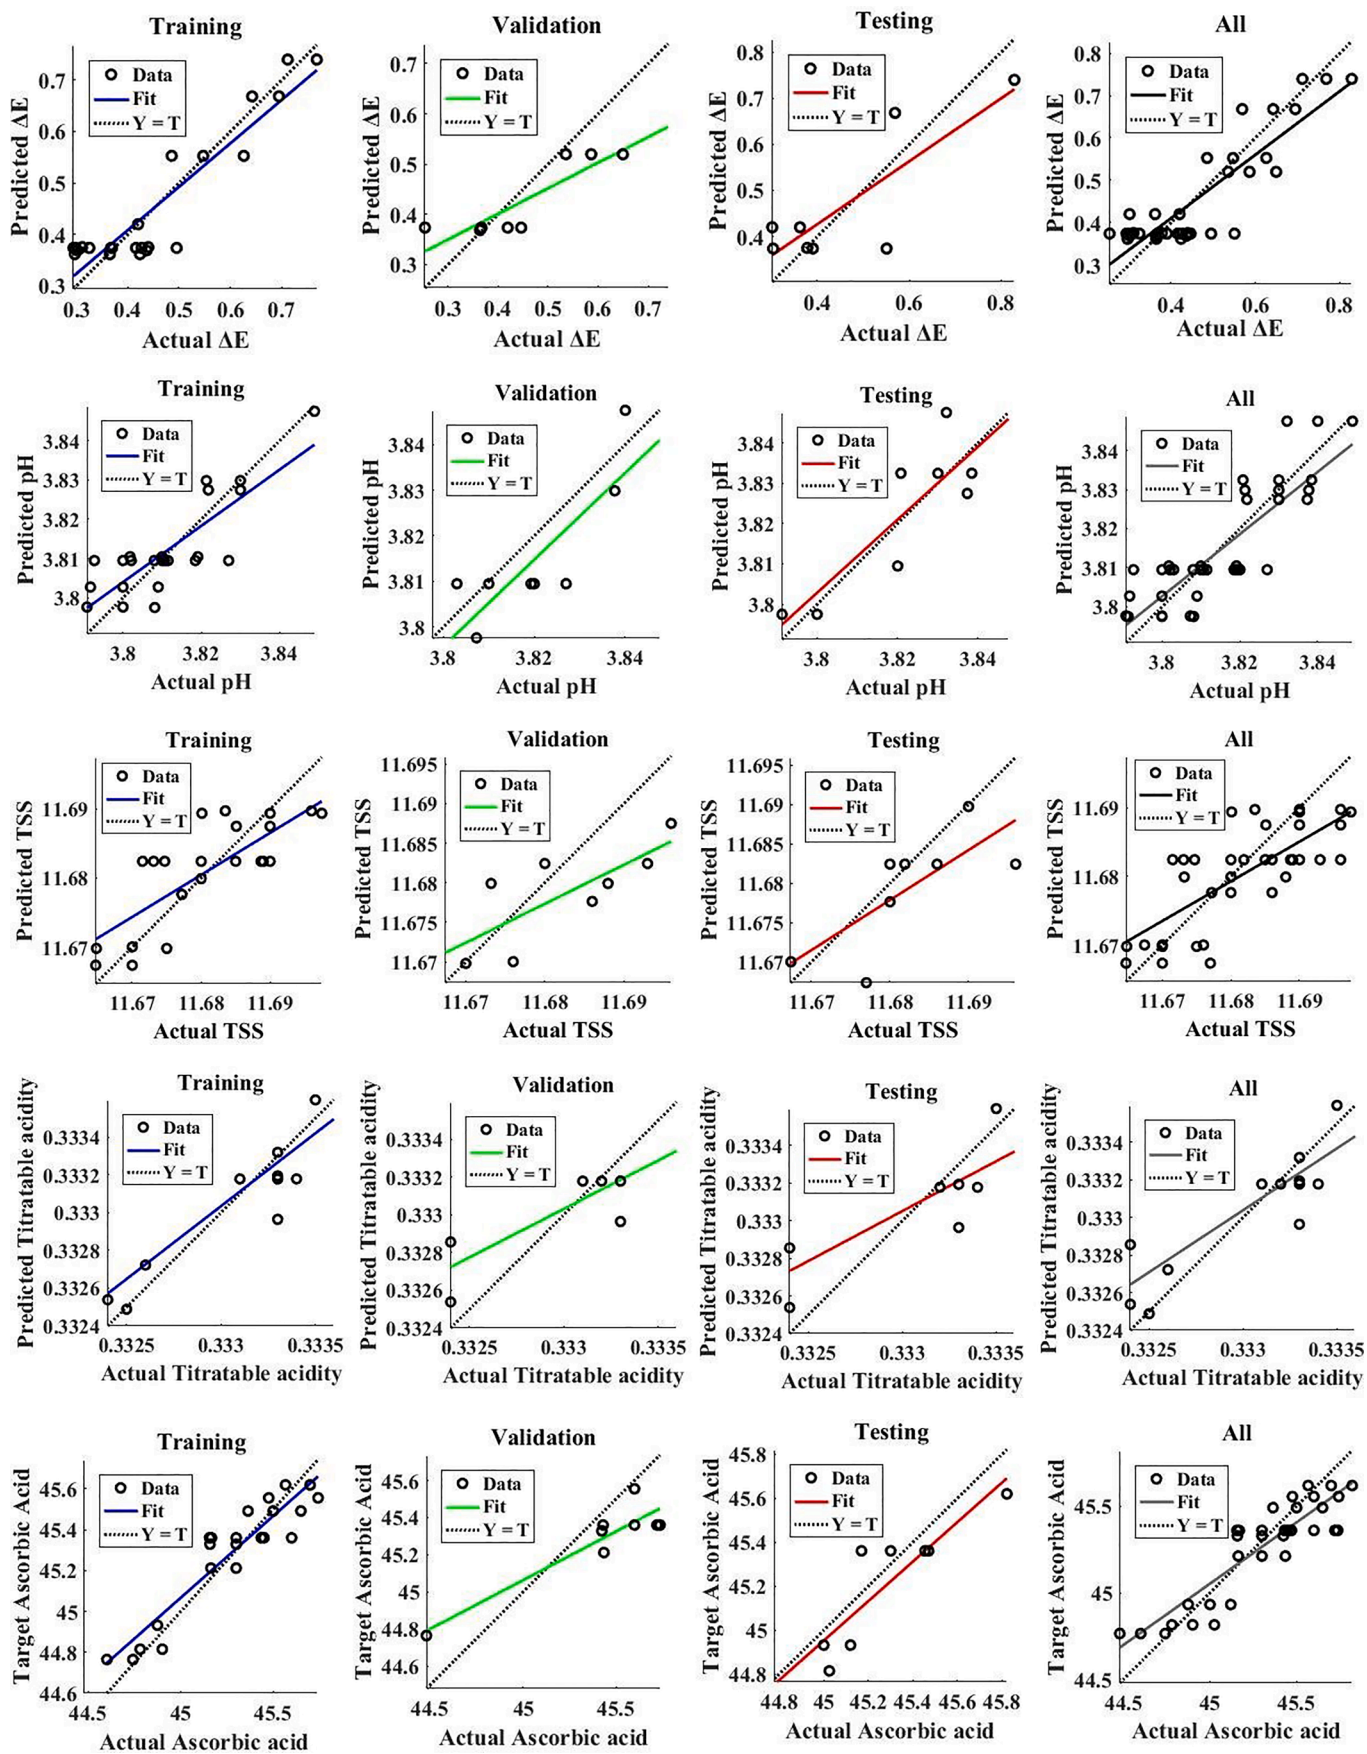 Training
Validation
Testing
All
Predicted ΔE
0.7
0.6
0.5
0.4
0.3
Data
Fit
Y = T
0.3 0.4 0.5 0.6 0.7
Actual ΔE
Predicted ΔE
0.7
0.6
0.5
0.4
0.3
Data
Fit
Y = T
0.3 0.4 0.5 0.6 0.7
Actual ΔE
Predicted ΔE
0.8
0.7
0.6
0.5
0.4
Data
Fit
Y = T
0.4 0.6 0.8
Actual ΔE
Predicted ΔE
0.8
0.7
0.6
0.5
0.4
0.3
Data
Fit
Y = T
0.4 0.6 0.8
Actual ΔE
Training
Validation
Testing
All
Predicted pH
3.84
3.83
3.82
3.81
3.8
Data
Fit
Y = T
3.8 3.82 3.84
Actual pH
Predicted pH
3.84
3.83
3.82
3.81
3.8
Data
Fit
Y = T
3.8 3.82 3.84
Actual pH
Predicted pH
3.84
3.83
3.82
3.81
3.8
Data
Fit
Y = T
3.8 3.82 3.84
Actual pH
Predicted pH
3.84
3.83
3.82
3.81
3.8
Data
Fit
Y = T
3.8 3.82 3.84
Actual pH
Training
Validation
Testing
All
Predicted TSS
11.69
11.68
11.67
Data
Fit
Y = T
11.67 11.68 11.69
Actual TSS
Predicted TSS
11.695
11.69
11.685
11.68
11.675
11.67
Data
Fit
Y = T
11.67 11.68 11.69
Actual TSS
Predicted TSS
11.695
11.69
11.685
11.68
11.675
11.67
Data
Fit
Y = T
11.67 11.68 11.69
Actual TSS
Predicted TSS
11.69
11.68
11.67
Data
Fit
Y = T
11.67 11.68 11.69
Actual TSS
Training
Validation
Testing
All
Predicted Titratable acidity
0.3334
0.3332
0.333
0.3328
0.3326
0.3324
Data
Fit
Y = T
0.3325 0.333 0.3335
Actual Titratable acidity
Predicted Titratable acidity
0.3334
0.3332
0.333
0.3328
0.3326
0.3324
Data
Fit
Y = T
0.3325 0.333 0.3335
Actual Titratable acidity
Predicted Titratable acidity
0.3334
0.3332
0.333
0.3328
0.3326
0.3324
Data
Fit
Y = T
0.3325 0.333 0.3335
Actual Titratable acidity
Predicted Titratable acidity
0.3334
0.3332
0.333
0.3328
0.3326
0.3324
Data
Fit
Y = T
0.3325 0.333 0.3335
Actual Titratable acidity
Training
Validation
Testing
All
Target Ascorbic Acid
45.6
45.4
45.2
45
44.8
44.6
Data
Fit
Y = T
44.5 45 45.5
Actual Ascorbic acid
Target Ascorbic Acid
45.6
45.4
45.2
45
44.8
44.6
Data
Fit
Y = T
44.5 45 45.5
Actual Ascorbic acid
Target Ascorbic Acid
45.8
45.6
45.4
45.2
45
44.8
Data
Fit
Y = T
44.8 45 45.2 45.4 45.6 45.8
Actual Ascorbic acid
Target Ascorbic Acid
45.5
45
44.5
Data
Fit
Y = T
44.5 45 45.5
Actual Ascorbic acid